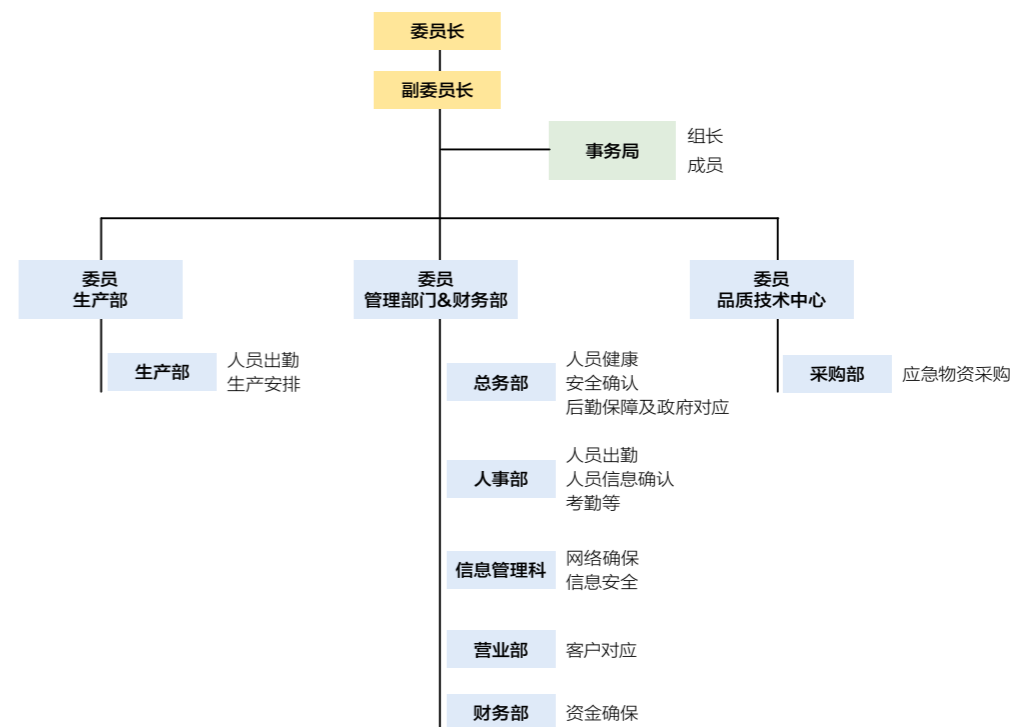 委员长
副委员长
事务局
组长
成员
委员
生产部
委员
管理部门&财务部
委员
品质技术中心
生产部
人员出勤
生产安排
总务部
人员健康
安全确认
后勤保障及政府对应
采购部
应急物资采购
人事部
人员出勤
人员信息确认
考勤等
信息管理科
网络确保
信息安全
营业部
客户对应
财务部
资金确保